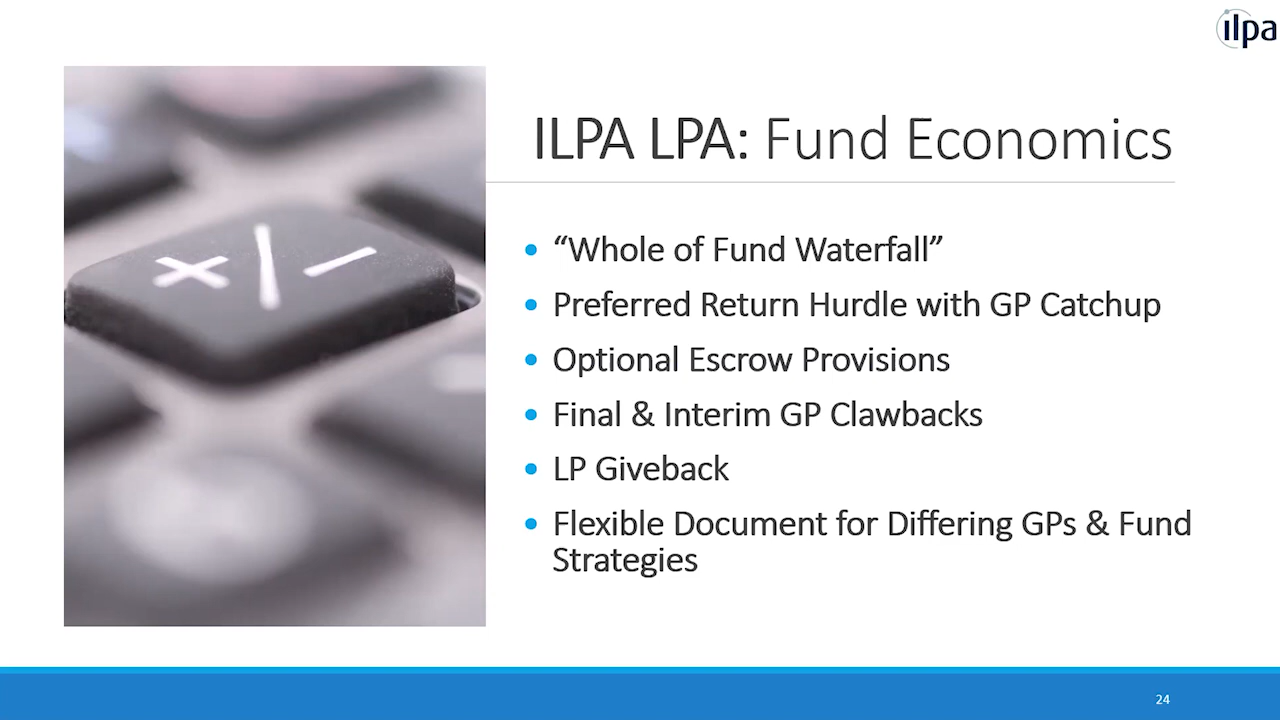 ilpa
ILPA LPA: Fund Economics
• “Whole of Fund Waterfall”
• Preferred Return Hurdle with GP Catchup
• Optional Escrow Provisions
• Final & Interim GP Clawbacks
• LP Giveback
• Flexible Document for Differing GPs & Fund
Strategies
+/−
24